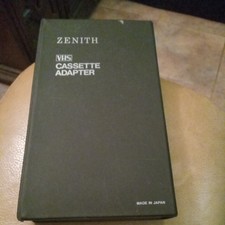 ZENITH
VHS
CASSETTE
ADAPTER
MADE IN JAPAN